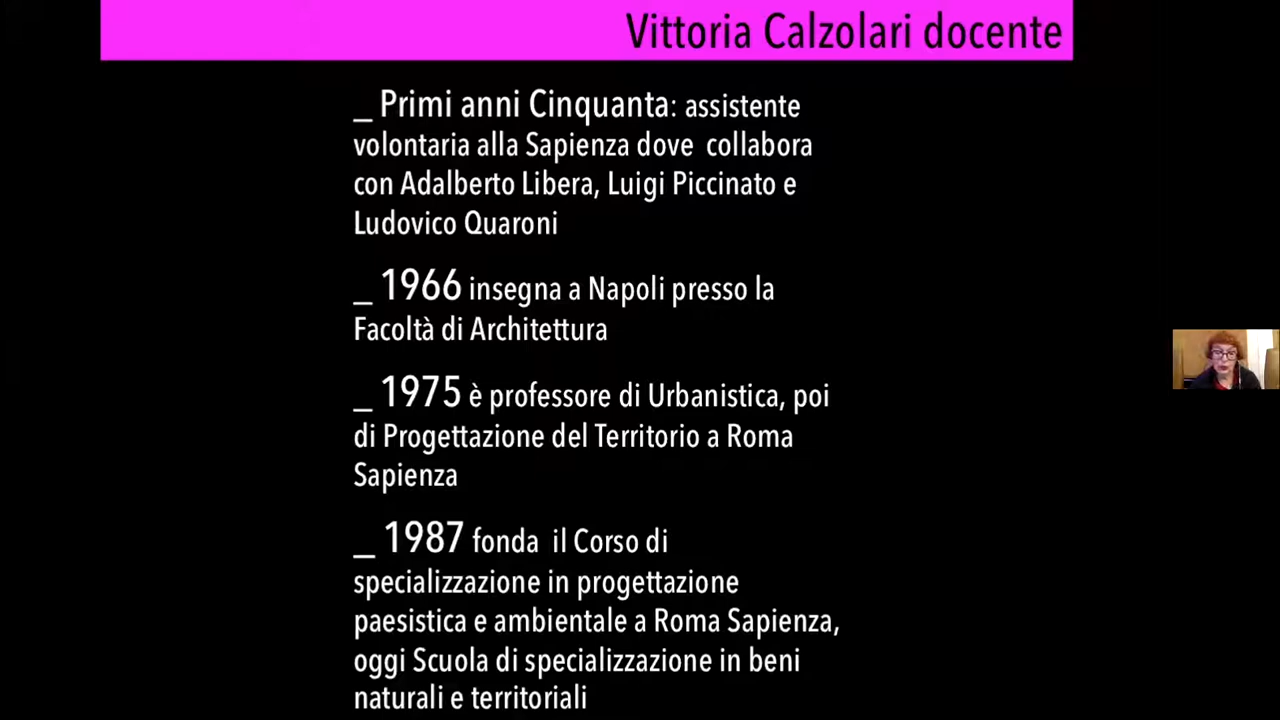 Vittoria Calzolari docente
_ Primi anni Cinquanta: assistente
volontaria alla Sapienza dove collabora
con Adalberto Libera, Luigi Piccinato e
Ludovico Quaroni
_ 1966 insegna a Napoli presso la
Facoltà di Architettura
_ 1975 è professore di Urbanistica, poi
di Progettazione del Territorio a Roma
Sapienza
_ 1987 fonda il Corso di
specializzazione in progettazione
paesistica e ambientale a Roma Sapienza,
oggi Scuola di specializzazione in beni
naturali e territoriali